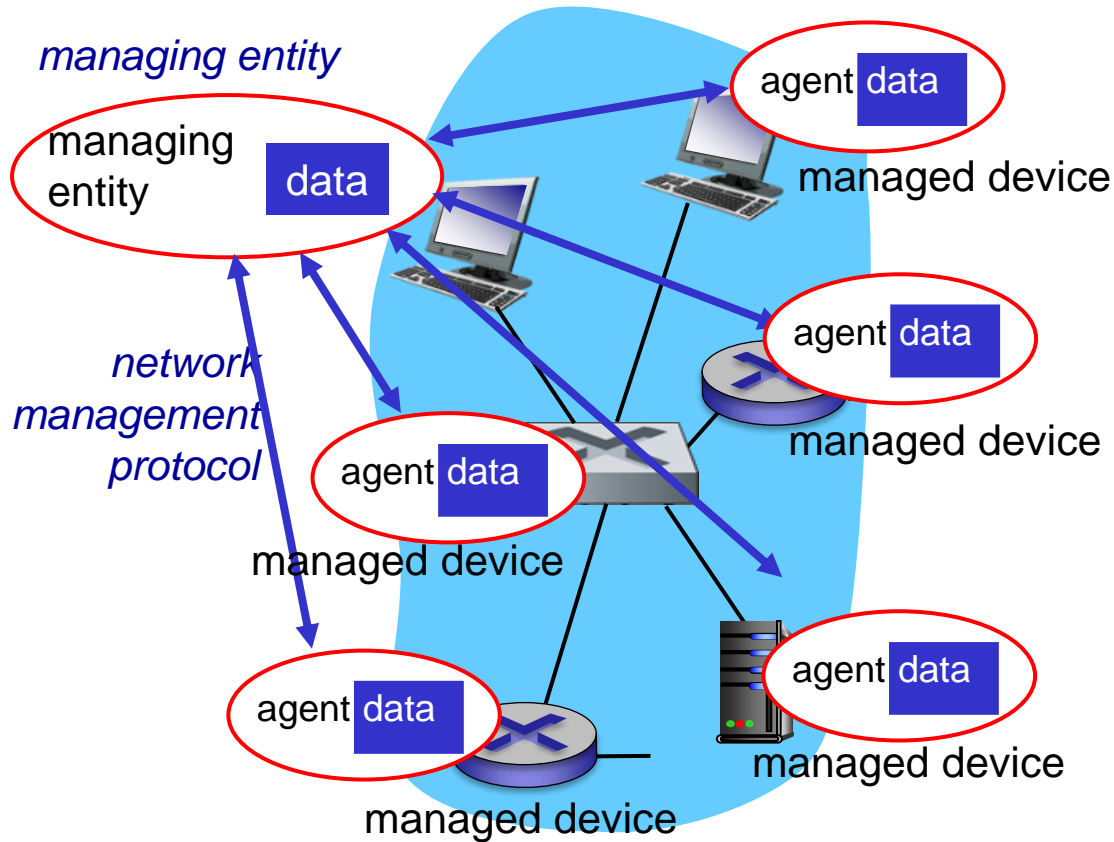 managing entity
managing
entity
data
agent data
managed device
agent data
managed device
network
management
protocol
agent data
managed device
agent data
managed device
agent data
managed device